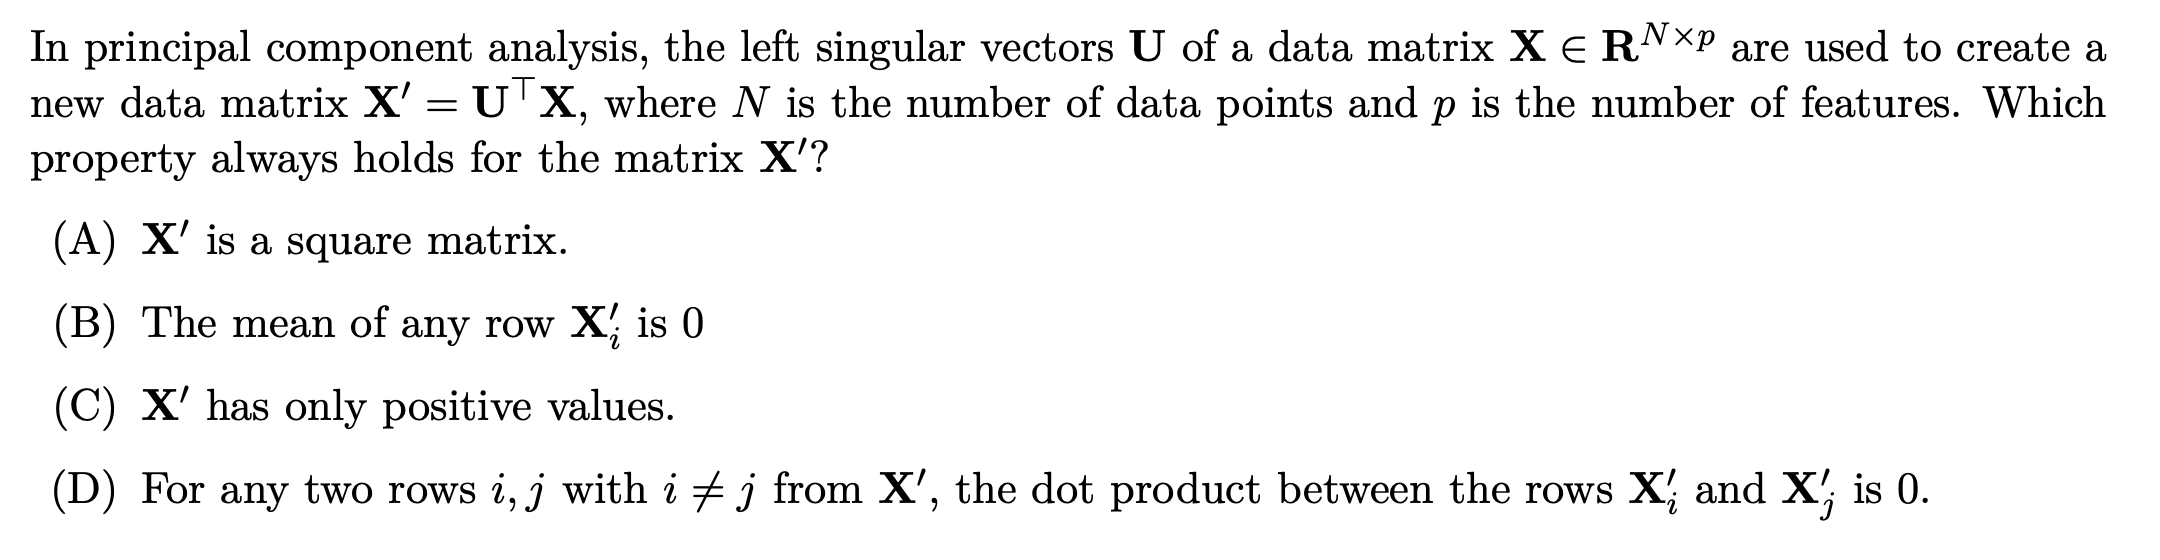 In principal component analysis, the left singular vectors U of a data matrix X ∈ R^{N×p} are used to create a
new data matrix X′ = U^⊤X, where N is the number of data points and p is the number of features. Which
property always holds for the matrix X′?
(A) X′ is a square matrix.
(B) The mean of any row X′_i is 0
(C) X′ has only positive values.
(D) For any two rows i, j with i ≠ j from X′, the dot product between the rows X′_i and X′_j is 0.